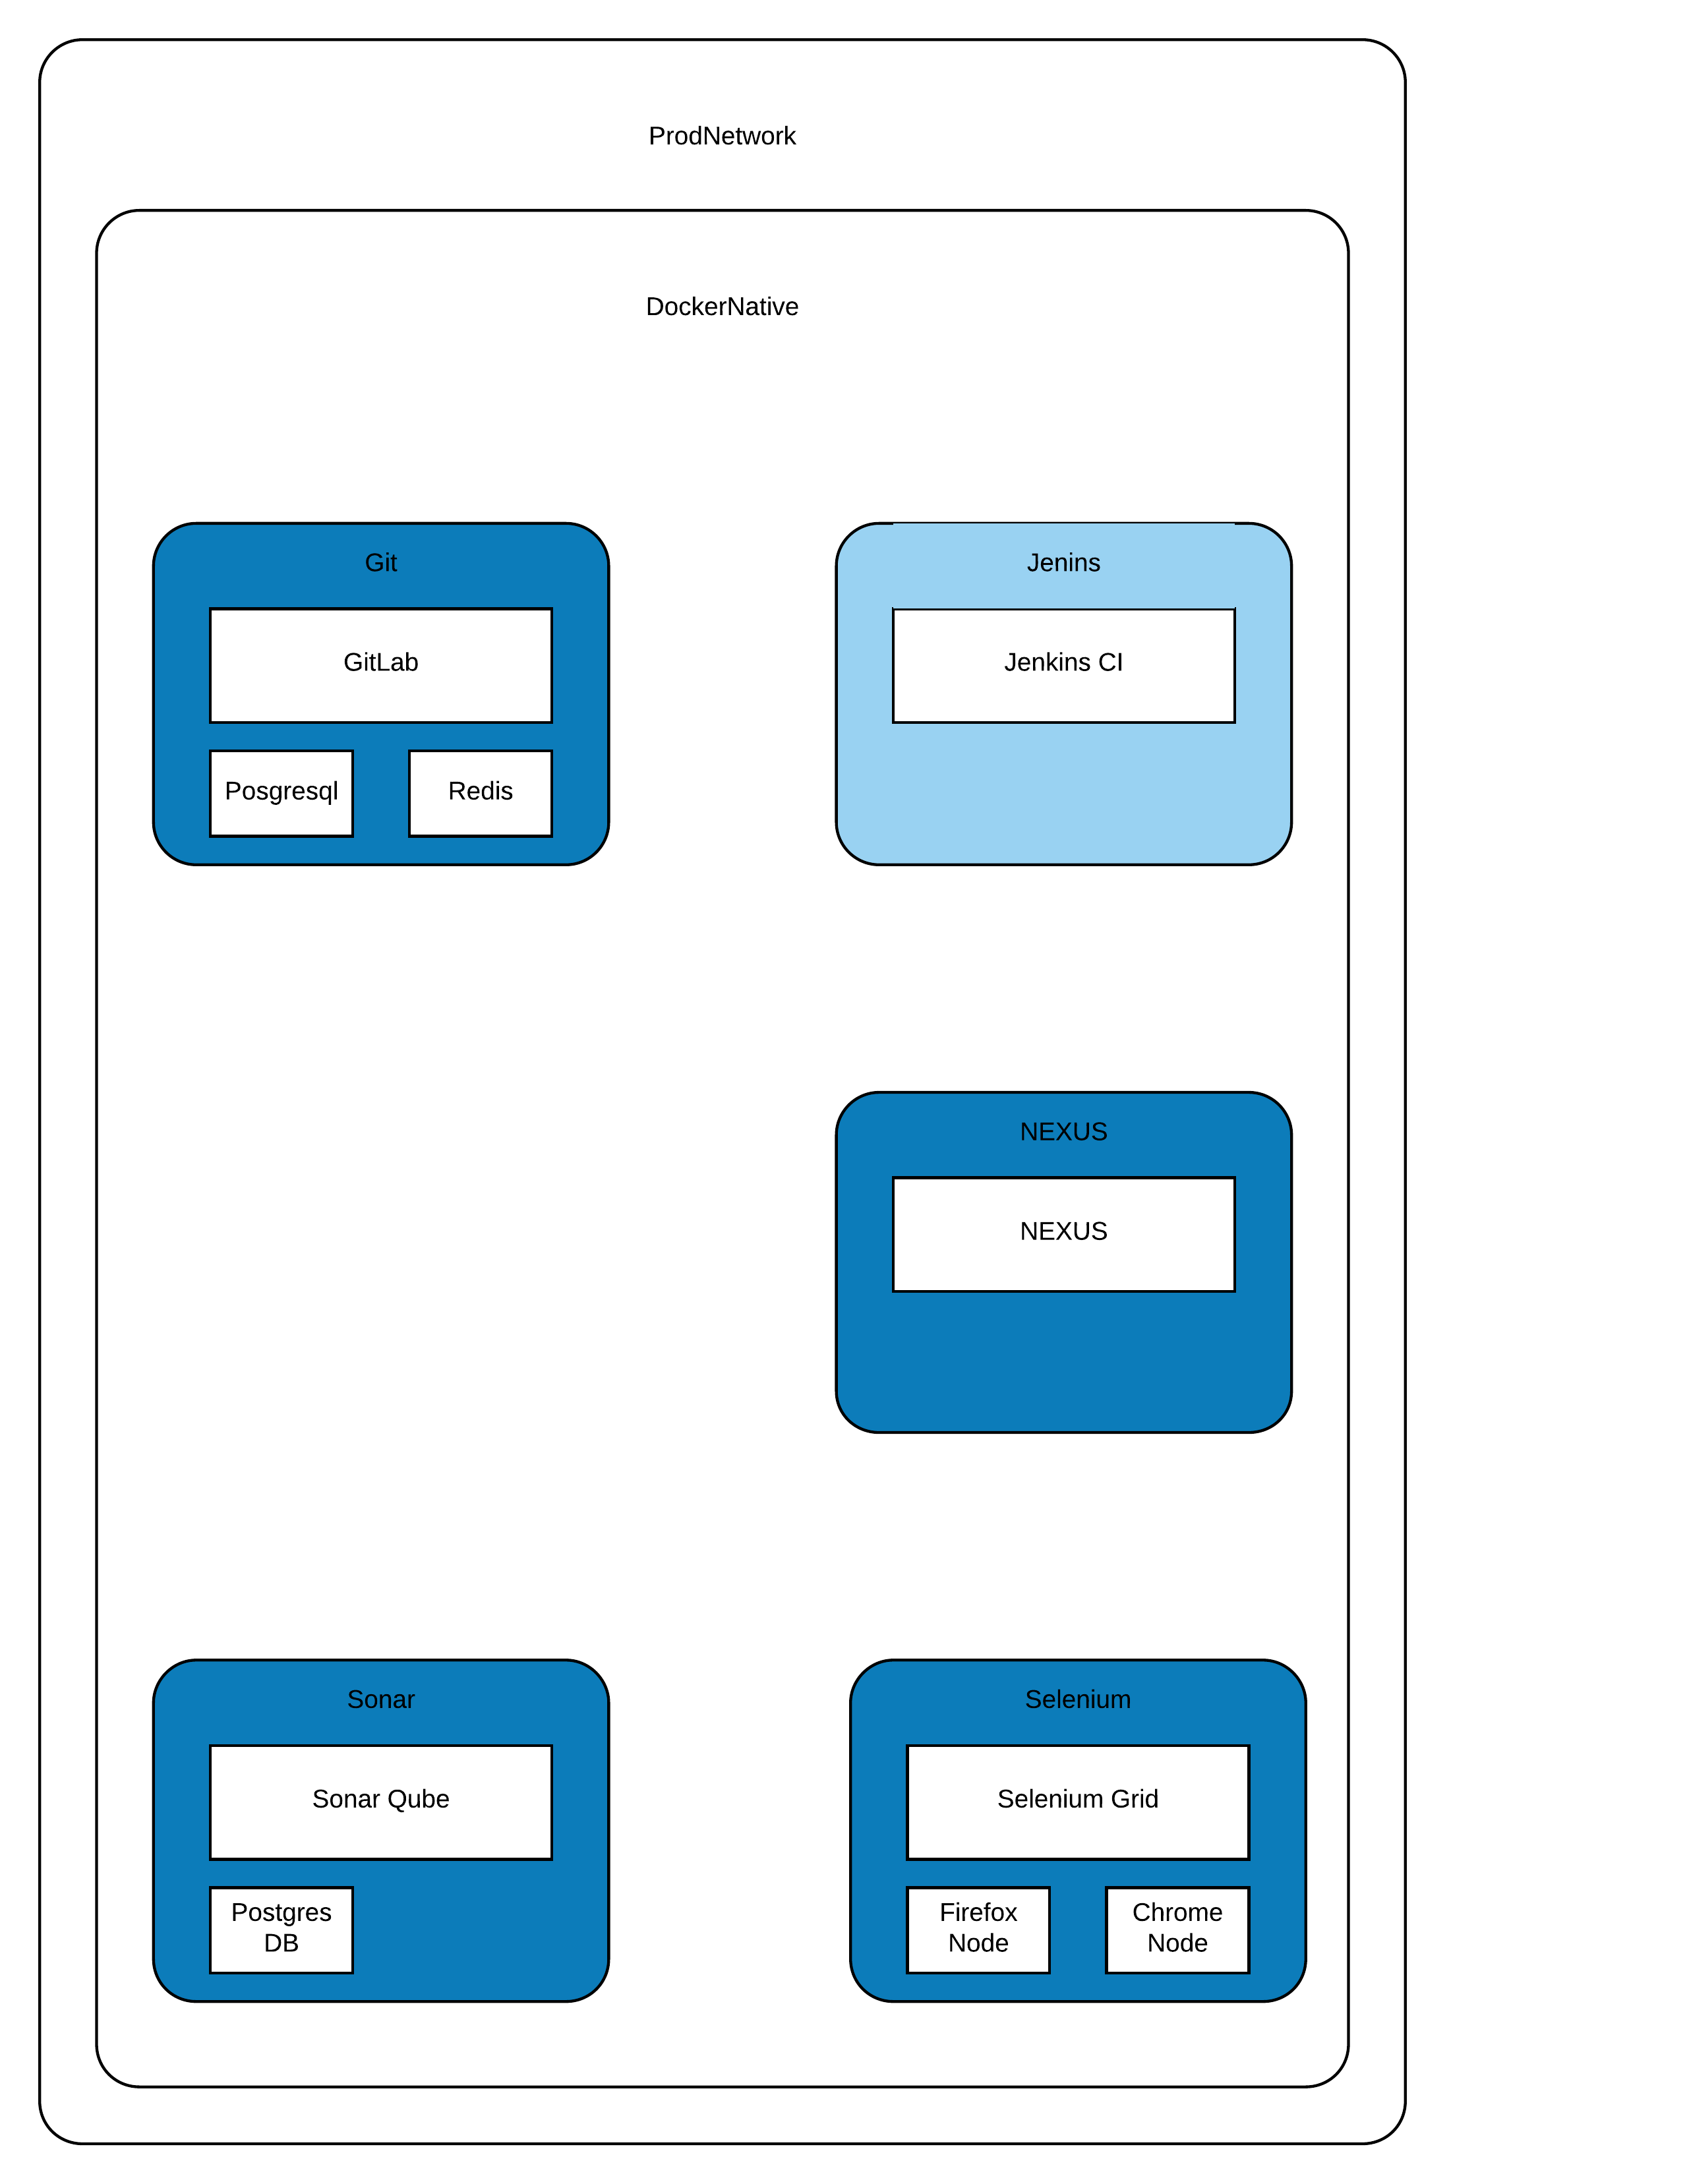 ProdNetwork
DockerNative
Git
GitLab
Posgresql
Redis
Jenins
Jenkins CI
NEXUS
NEXUS
Sonar
Sonar Qube
Postgres
DB
Selenium
Selenium Grid
Firefox
Node
Chrome
Node